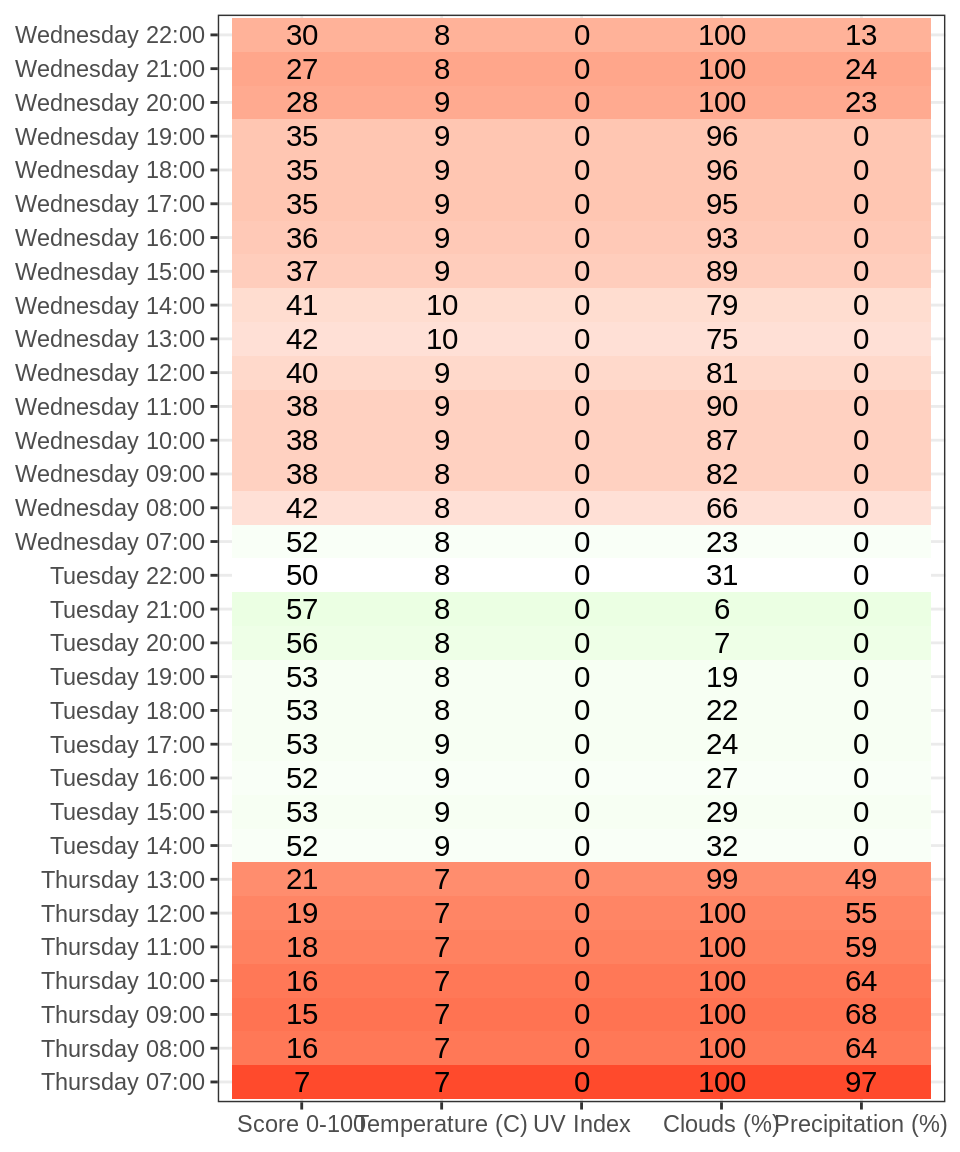 Wednesday 22:00 30 8 0 100 13
Wednesday 21:00 27 8 0 100 24
Wednesday 20:00 28 9 0 100 23
Wednesday 19:00 35 9 0 96 0
Wednesday 18:00 35 9 0 96 0
Wednesday 17:00 35 9 0 95 0
Wednesday 16:00 36 9 0 93 0
Wednesday 15:00 37 9 0 89 0
Wednesday 14:00 41 10 0 79 0
Wednesday 13:00 42 10 0 75 0
Wednesday 12:00 40 9 0 81 0
Wednesday 11:00 38 9 0 90 0
Wednesday 10:00 38 9 0 87 0
Wednesday 09:00 38 8 0 82 0
Wednesday 08:00 42 8 0 66 0
Wednesday 07:00 52 8 0 23 0
Tuesday 22:00 50 8 0 31 0
Tuesday 21:00 57 8 0 6 0
Tuesday 20:00 56 8 0 7 0
Tuesday 19:00 53 8 0 19 0
Tuesday 18:00 53 8 0 22 0
Tuesday 17:00 53 9 0 24 0
Tuesday 16:00 52 9 0 27 0
Tuesday 15:00 53 9 0 29 0
Tuesday 14:00 52 9 0 32 0
Thursday 13:00 21 7 0 99 49
Thursday 12:00 19 7 0 100 55
Thursday 11:00 18 7 0 100 59
Thursday 10:00 16 7 0 100 64
Thursday 09:00 15 7 0 100 68
Thursday 08:00 16 7 0 100 64
Thursday 07:00 7 7 0 100 97
Score 0-100 Temperature (C) UV Index Clouds (%) Precipitation (%)